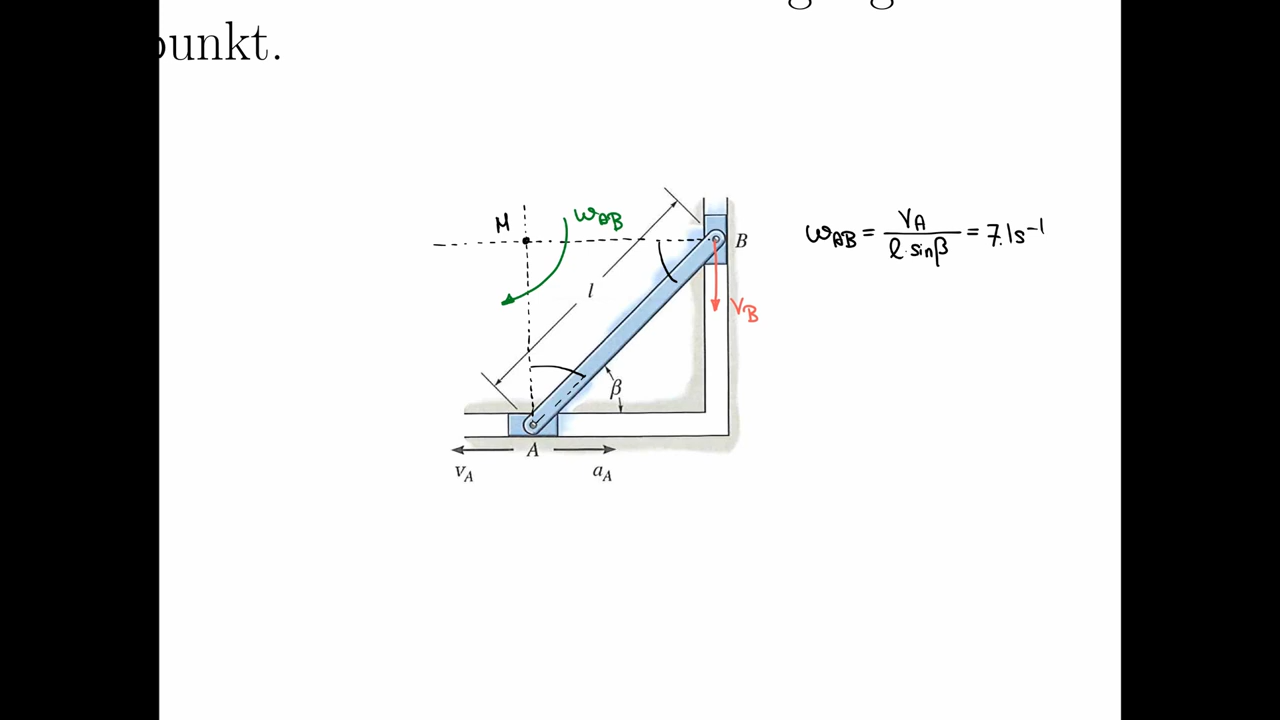 punkt.
M
ω_AB
l
B
v_B
β
A
v_A
a_A
ω_AB = v_A / (l · sin β) = 7.1 s⁻¹